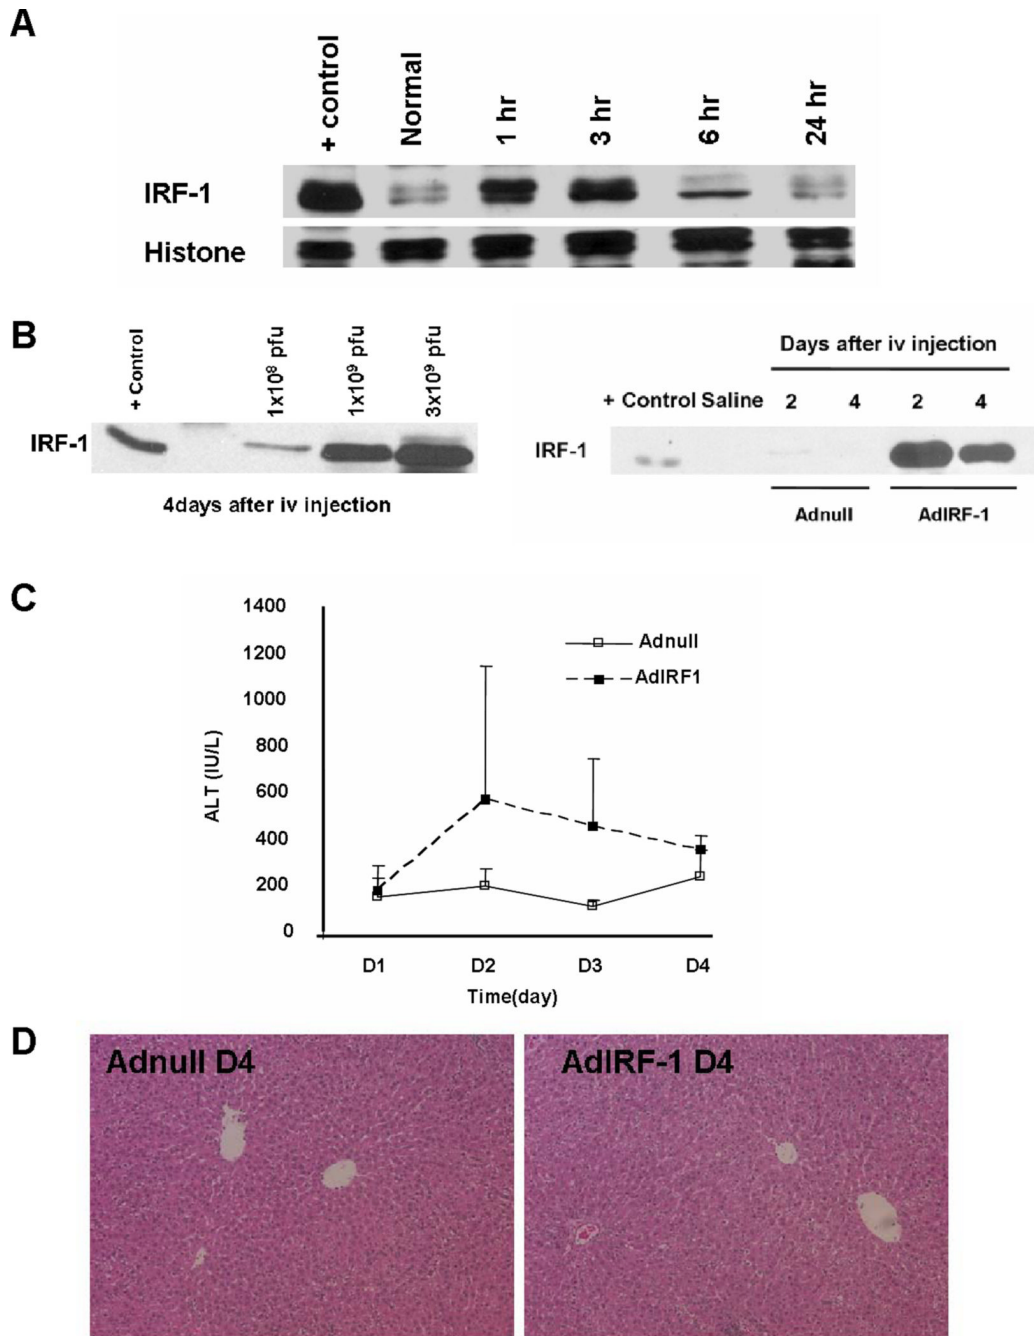 A
+ control
Normal
1 hr
3 hr
6 hr
24 hr
IRF-1
Histone
B
+ Control
1x10⁸ pfu
1x10⁹ pfu
3x10⁹ pfu
IRF-1
4days after iv injection
Days after iv injection
+ Control Saline 2 4 2 4
IRF-1
Adnull AdIRF-1
C
1400
1200
1000
800
600
400
200
0
ALT (IU/L)
Adnull
AdIRF1
D1 D2 D3 D4
Time(day)
D
Adnull D4
AdIRF-1 D4